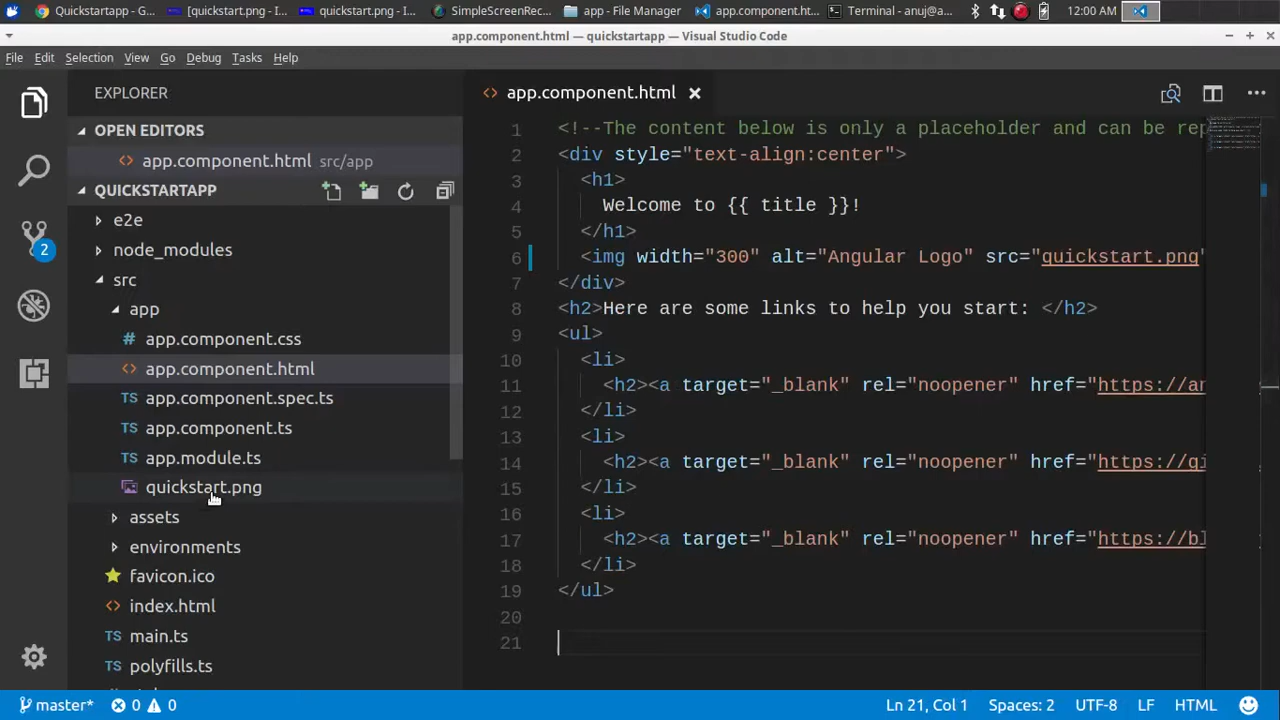 Quickstartapp - G...
[quickstart.png - I...
quickstart.png - I...
SimpleScreenRec...
app - File Manager
app.component.ht...
Terminal - anuj@a...
12:00 AM
app.component.html — quickstartapp — Visual Studio Code
File Edit Selection View Go Debug Tasks Help
EXPLORER
OPEN EDITORS
app.component.html src/app
QUICKSTARTAPP
e2e
node_modules
src
app
# app.component.css
<> app.component.html
TS app.component.spec.ts
TS app.component.ts
TS app.module.ts
quickstart.png
assets
environments
favicon.ico
<> index.html
TS main.ts
TS polyfills.ts
2
<> app.component.html
1 <!--The content below is only a placeholder and can be rep
2 <div style="text-align:center">
3 <h1>
4 Welcome to {{ title }}!
5 </h1>
6 <img width="300" alt="Angular Logo" src="quickstart.png"
7 </div>
8 <h2>Here are some links to help you start: </h2>
9 <ul>
10 <li>
11 <h2><a target="_blank" rel="noopener" href="https://an
12 </li>
13 <li>
14 <h2><a target="_blank" rel="noopener" href="https://gi
15 </li>
16 <li>
17 <h2><a target="_blank" rel="noopener" href="https://bl
18 </li>
19 </ul>
20
21
master* 0 0 Ln 21, Col 1 Spaces: 2 UTF-8 LF HTML